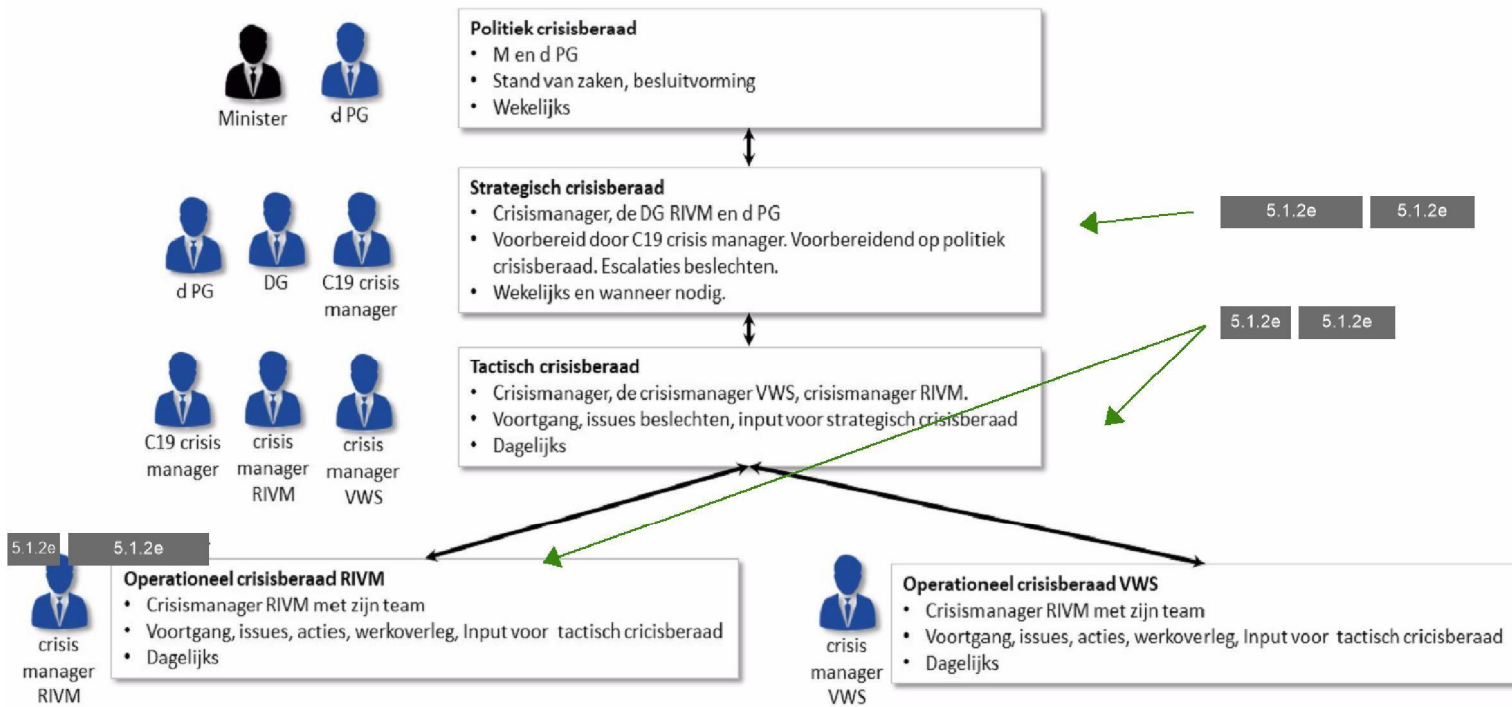 Politiek crisisberaad
• M en d PG
• Stand van zaken, besluitvorming
• Wekelijks
Minister
d PG
Strategisch crisisberaad
• Crisismanager, de DG RIVM en d PG
• Voorbereid door C19 crisis manager. Voorbereidend op politiek
crisisberaad. Escalaties beslechten.
• Wekelijks en wanneer nodig.
d PG
DG
C19 crisis
manager
5.1.2e 5.1.2e
5.1.2e 5.1.2e
Tactisch crisisberaad
• Crisismanager, de crisismanager VWS, crisismanager RIVM.
• Voortgang, issues beslechten, input voor strategisch crisisberaad
• Dagelijks
C19 crisis
manager
crisis
manager
RIVM
crisis
manager
VWS
5.1.2e 5.1.2e
Operationeel crisisberaad RIVM
• Crisismanager RIVM met zijn team
• Voortgang, issues, acties, werkoverleg, Input voor tactisch cricisberaad
• Dagelijks
crisis
manager
RIVM
Operationeel crisisberaad VWS
• Crisismanager RIVM met zijn team
• Voortgang, issues, acties, werkoverleg, Input voor tactisch cricisberaad
• Dagelijks
crisis
manager
VWS